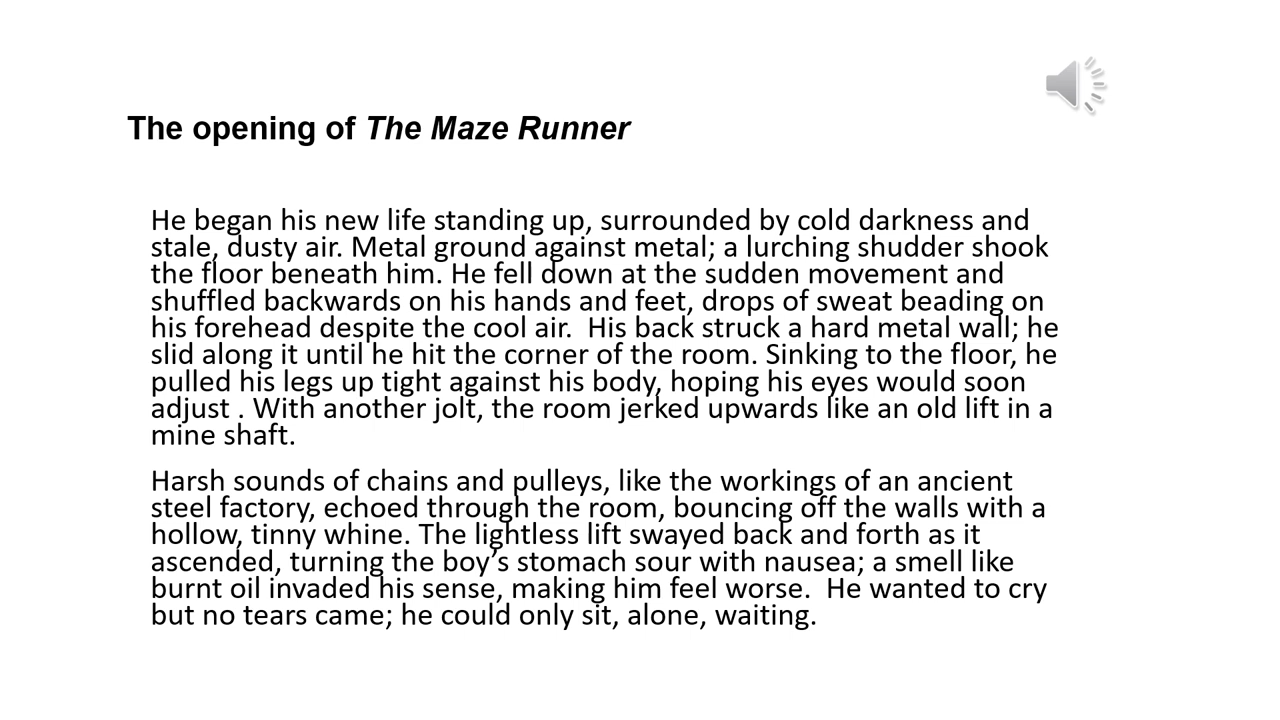 The opening of The Maze Runner
He began his new life standing up, surrounded by cold darkness and
stale, dusty air. Metal ground against metal; a lurching shudder shook
the floor beneath him. He fell down at the sudden movement and
shuffled backwards on his hands and feet, drops of sweat beading on
his forehead despite the cool air.  His back struck a hard metal wall; he
slid along it until he hit the corner of the room. Sinking to the floor, he
pulled his legs up tight against his body, hoping his eyes would soon
adjust . With another jolt, the room jerked upwards like an old lift in a
mine shaft.
Harsh sounds of chains and pulleys, like the workings of an ancient
steel factory, echoed through the room, bouncing off the walls with a
hollow, tinny whine. The lightless lift swayed back and forth as it
ascended, turning the boy’s stomach sour with nausea; a smell like
burnt oil invaded his sense, making him feel worse.  He wanted to cry
but no tears came; he could only sit, alone, waiting.